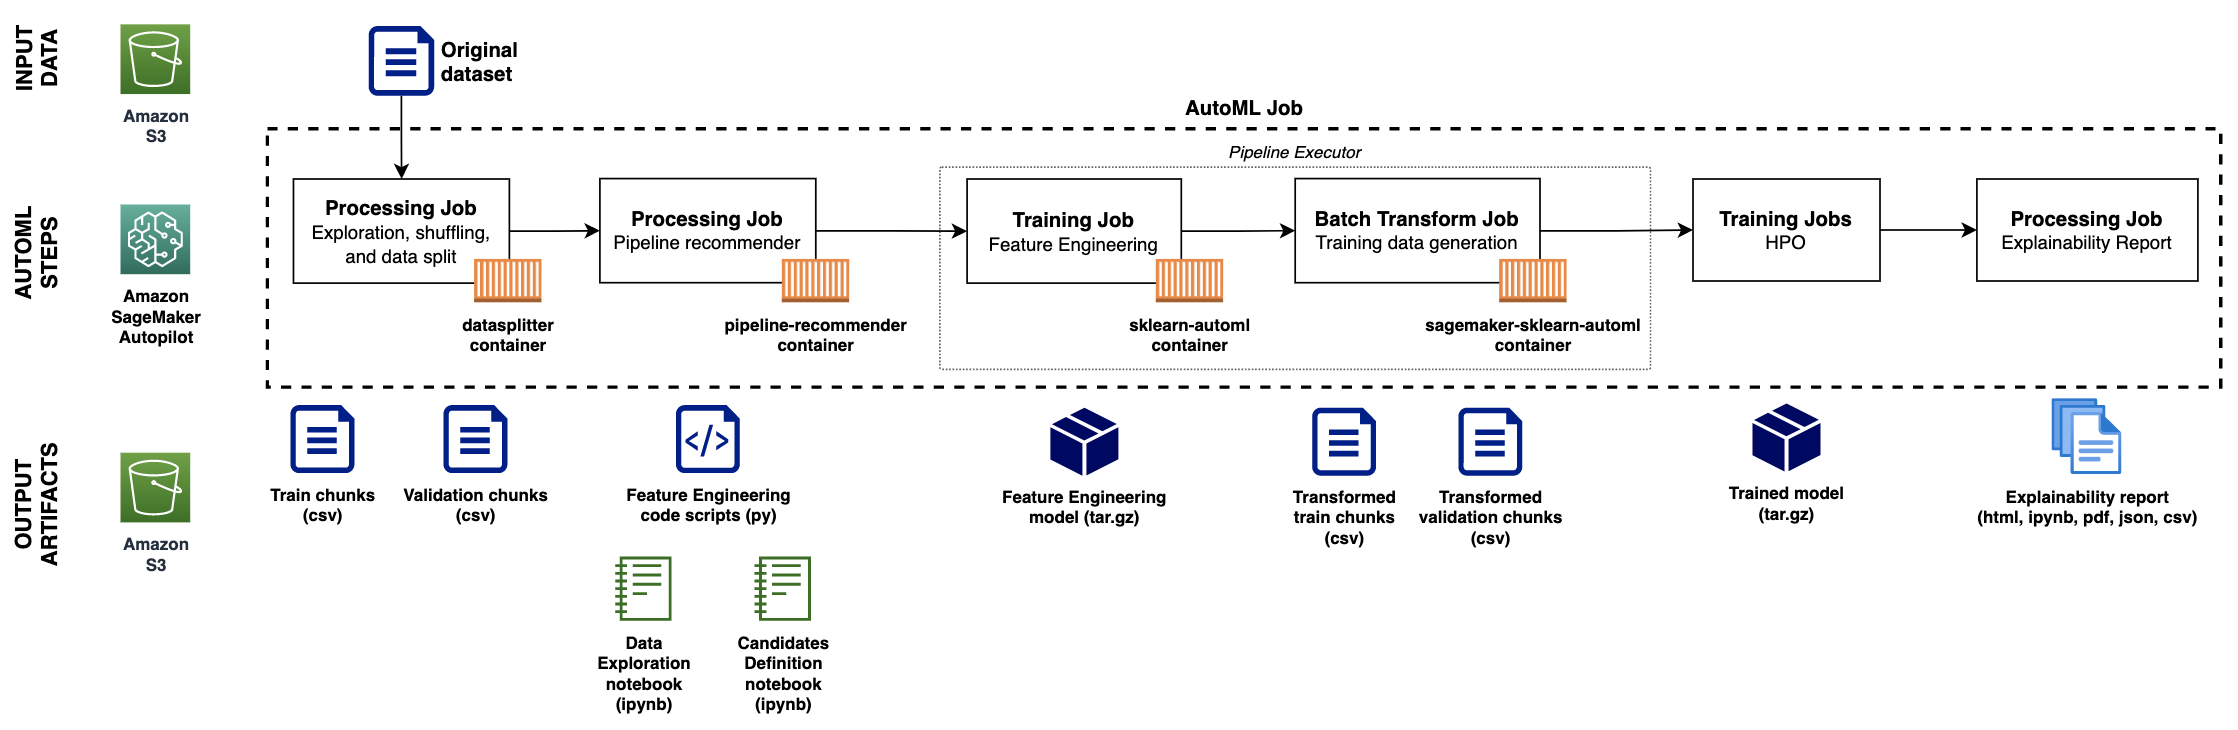 INPUT
DATA
Amazon
S3
Original
dataset
AutoML Job
Pipeline Executor
AUTOML
STEPS
Amazon
SageMaker
Autopilot
Processing Job
Exploration, shuffling,
and data split
datasplitter
container
Processing Job
Pipeline recommender
pipeline-recommender
container
Training Job
Feature Engineering
sklearn-automl
container
Batch Transform Job
Training data generation
sagemaker-sklearn-automl
container
Training Jobs
HPO
Processing Job
Explainability Report
OUTPUT
ARTIFACTS
Amazon
S3
Train chunks
(csv)
Validation chunks
(csv)
</>
Feature Engineering
code scripts (py)
Data
Exploration
notebook
(ipynb)
Candidates
Definition
notebook
(ipynb)
Feature Engineering
model (tar.gz)
Transformed
train chunks
(csv)
Transformed
validation chunks
(csv)
Trained model
(tar.gz)
Explainability report
(html, ipynb, pdf, json, csv)